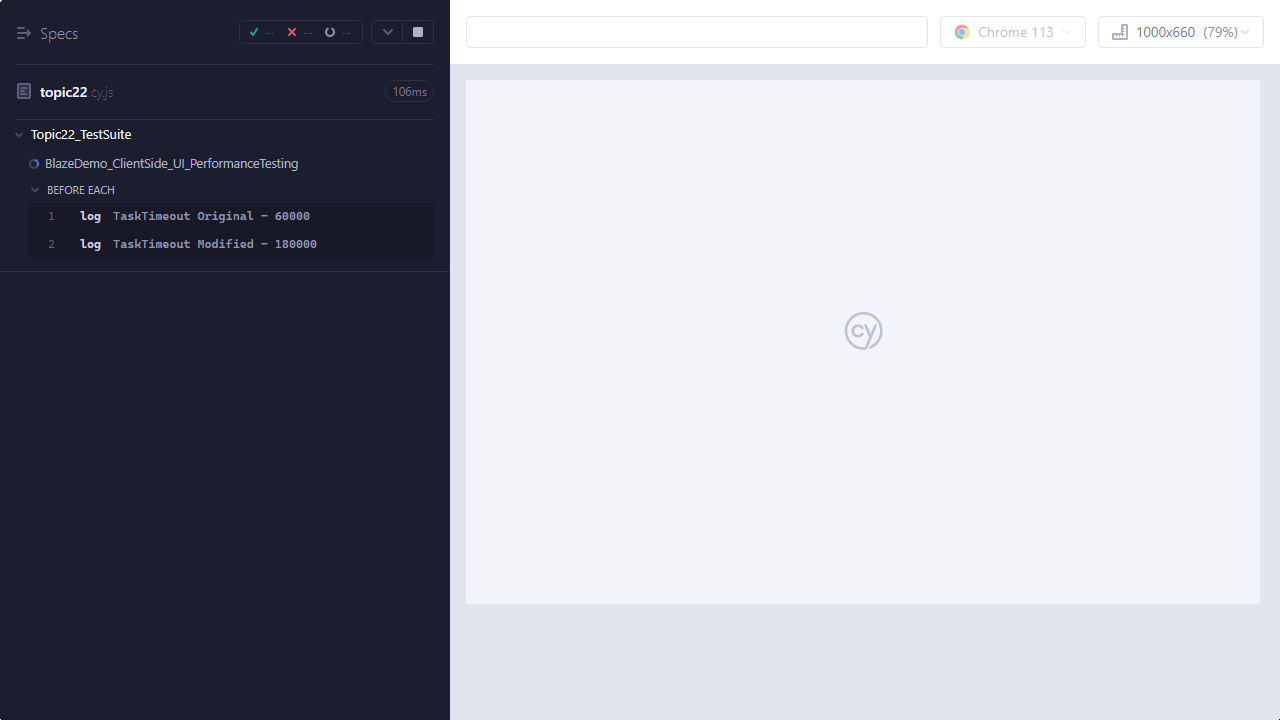 Specs
--
--
--
Chrome 113
1000x660 (79%)
topic22.cy.js
106ms
Topic22_TestSuite
BlazeDemo_ClientSide_UI_PerformanceTesting
BEFORE EACH
1 log TaskTimeout Original – 60000
2 log TaskTimeout Modified – 180000
cy